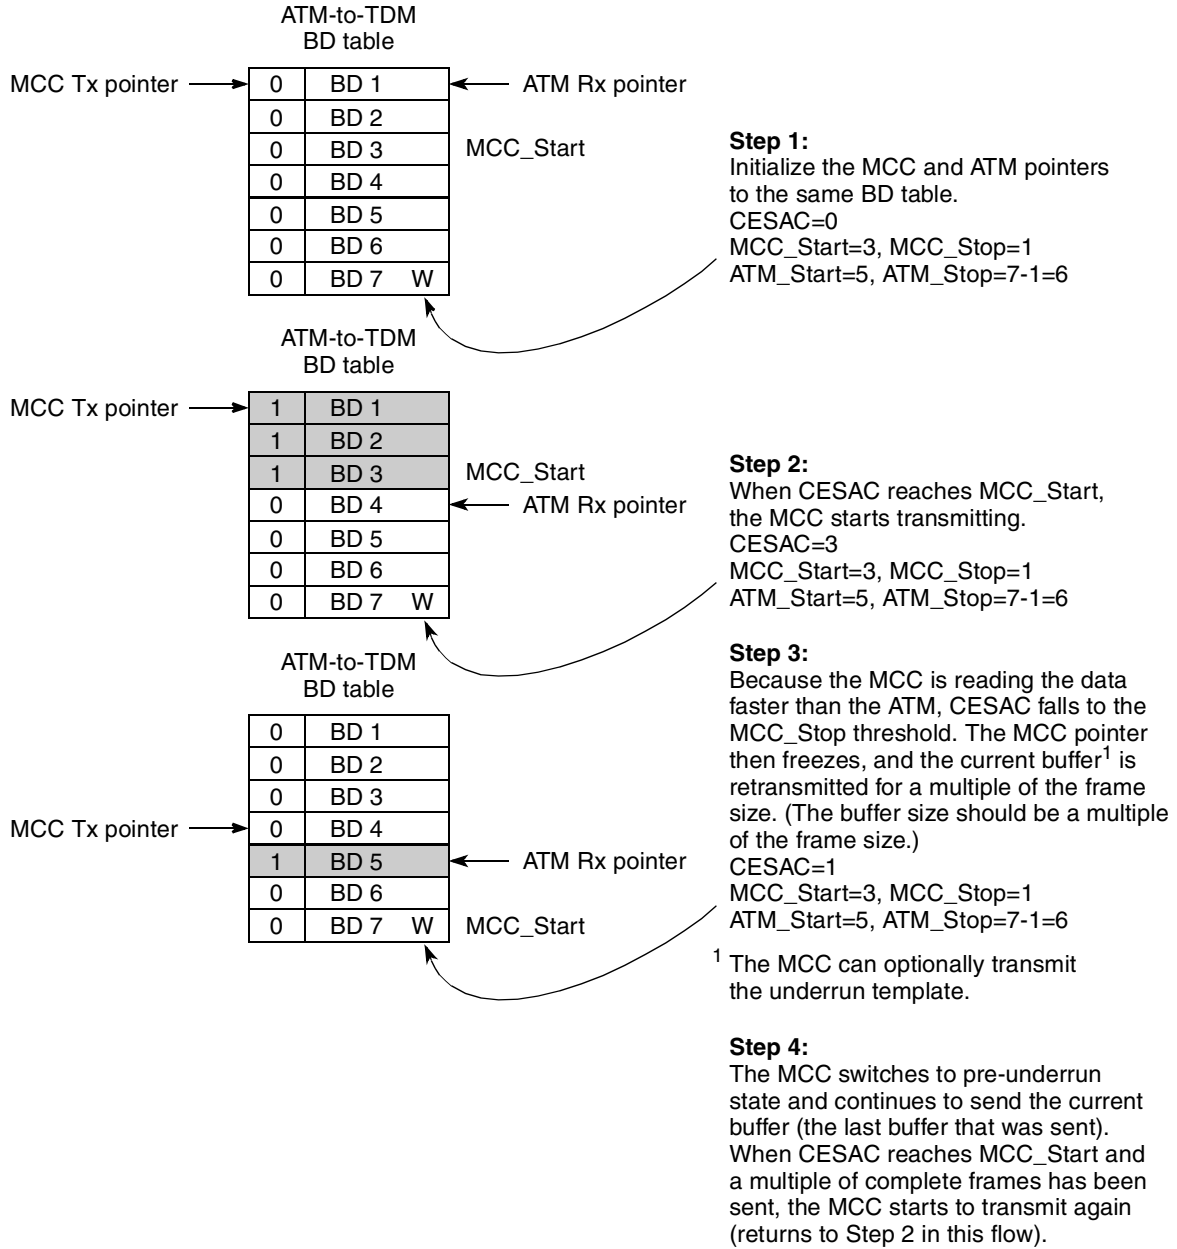 ATM-to-TDM
BD table
MCC Tx pointer
0 BD 1
ATM Rx pointer
0 BD 2
0 BD 3
MCC_Start
0 BD 4
0 BD 5
0 BD 6
0 BD 7 W
Step 1:
Initialize the MCC and ATM pointers
to the same BD table.
CESAC=0
MCC_Start=3, MCC_Stop=1
ATM_Start=5, ATM_Stop=7-1=6
ATM-to-TDM
BD table
MCC Tx pointer
1 BD 1
1 BD 2
1 BD 3
MCC_Start
0 BD 4
ATM Rx pointer
0 BD 5
0 BD 6
0 BD 7 W
Step 2:
When CESAC reaches MCC_Start,
the MCC starts transmitting.
CESAC=3
MCC_Start=3, MCC_Stop=1
ATM_Start=5, ATM_Stop=7-1=6
ATM-to-TDM
BD table
0 BD 1
0 BD 2
0 BD 3
MCC Tx pointer
0 BD 4
1 BD 5
ATM Rx pointer
0 BD 6
0 BD 7 W
MCC_Start
Step 3:
Because the MCC is reading the data
faster than the ATM, CESAC falls to the
MCC_Stop threshold. The MCC pointer
then freezes, and the current buffer1 is
retransmitted for a multiple of the frame
size. (The buffer size should be a multiple
of the frame size.)
CESAC=1
MCC_Start=3, MCC_Stop=1
ATM_Start=5, ATM_Stop=7-1=6
1 The MCC can optionally transmit
the underrun template.
Step 4:
The MCC switches to pre-underrun
state and continues to send the current
buffer (the last buffer that was sent).
When CESAC reaches MCC_Start and
a multiple of complete frames has been
sent, the MCC starts to transmit again
(returns to Step 2 in this flow).